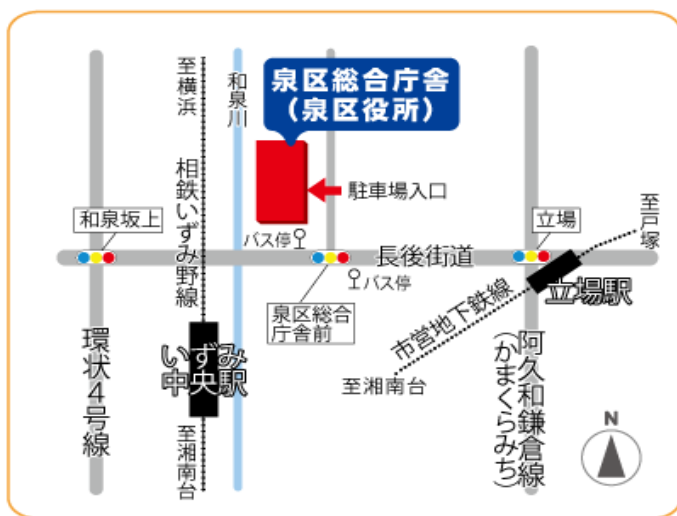 泉区総合庁舎
（泉区役所）
至横浜
和泉川
相鉄いずみ野線
駐車場入口
和泉坂上
立場
至戸塚
バス停
長後街道
バス停
泉区総合
庁舎前
立場駅
市営地下鉄線
いずみ
中央駅
至湘南台
環状4号線
阿久和鎌倉線
（かまくらみち）
至湘南台
N